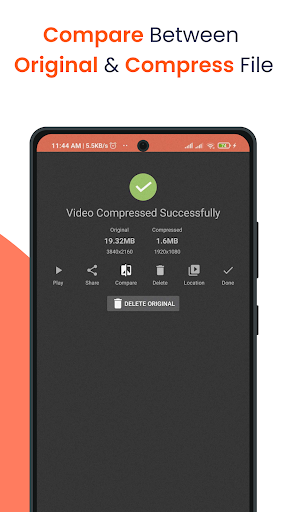 Compare Between
Original & Compress File
11:44 AM | 5.5KB/s
Video Compressed Successfully
Original Compressed
19.32MB 1.6MB
3840x2160 1920x1080
Play Share Compare Delete Location Done
DELETE ORIGINAL